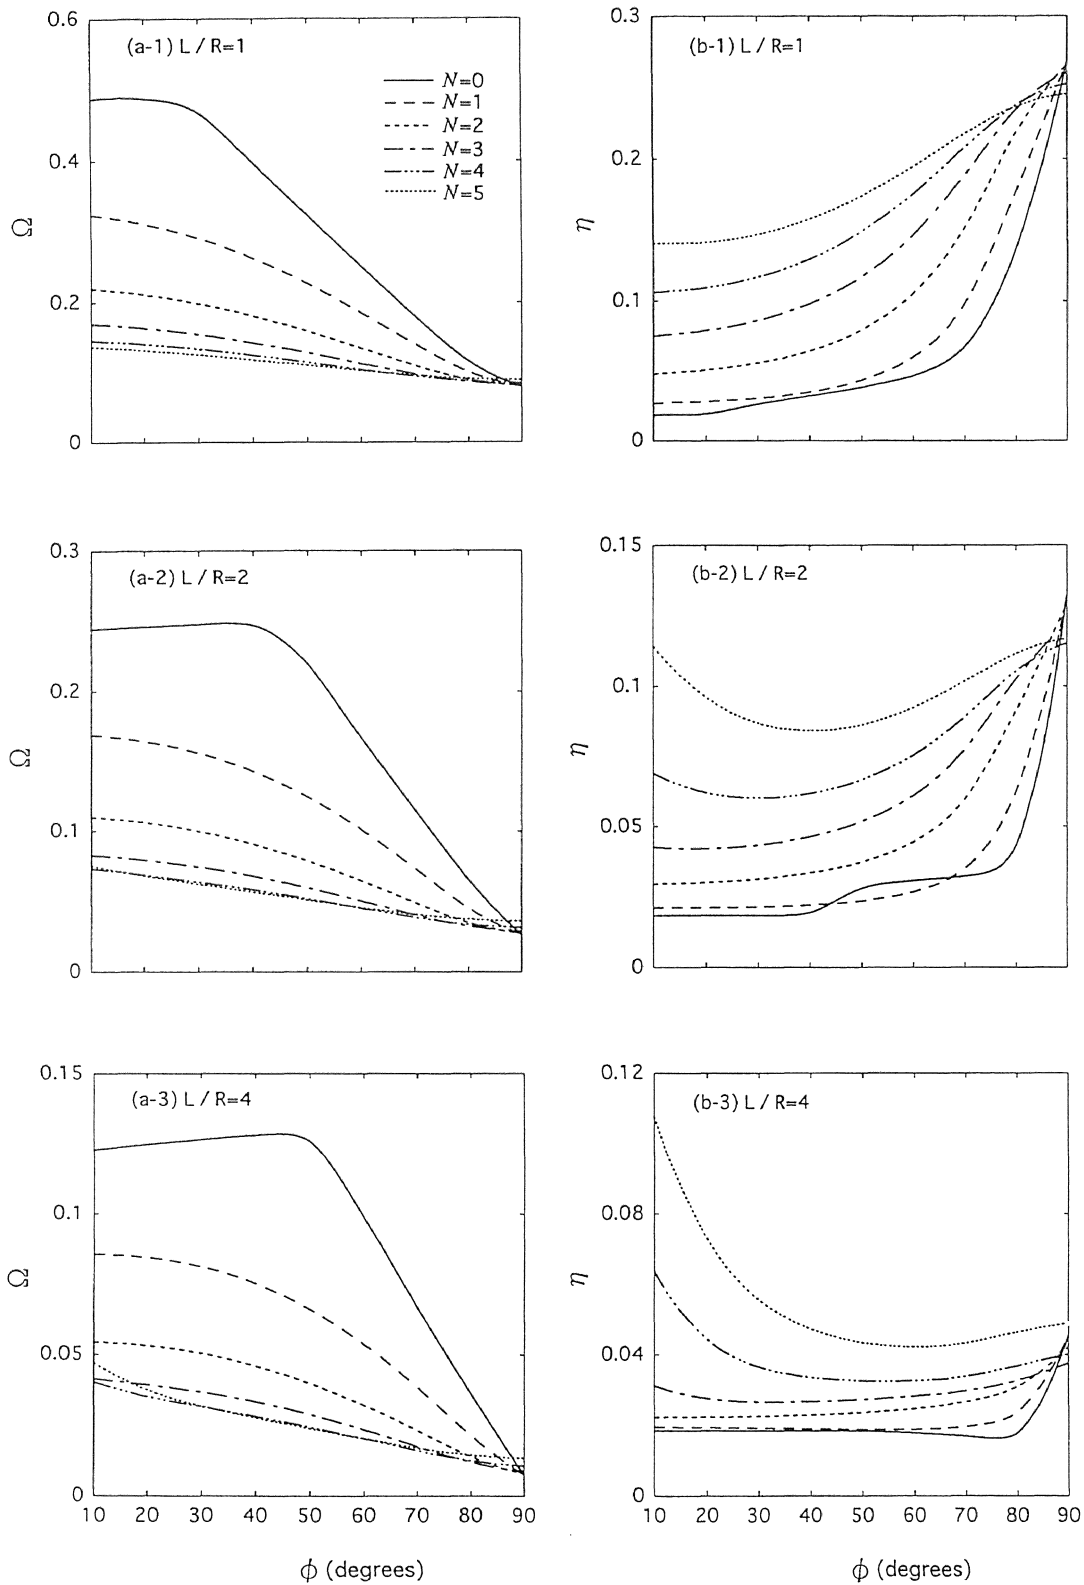 0.6
0.4
0.2
0
Ω
(a-1) L / R=1
N=0
N=1
N=2
N=3
N=4
N=5
0.3
0.2
0.1
0
η
(b-1) L / R=1
0.3
0.2
0.1
0
Ω
(a-2) L / R=2
0.15
0.1
0.05
0
η
(b-2) L / R=2
0.15
0.1
0.05
0
Ω
(a-3) L / R=4
10 20 30 40 50 60 70 80 90
ϕ (degrees)
0.12
0.08
0.04
0
η
(b-3) L / R=4
10 20 30 40 50 60 70 80 90
ϕ (degrees)